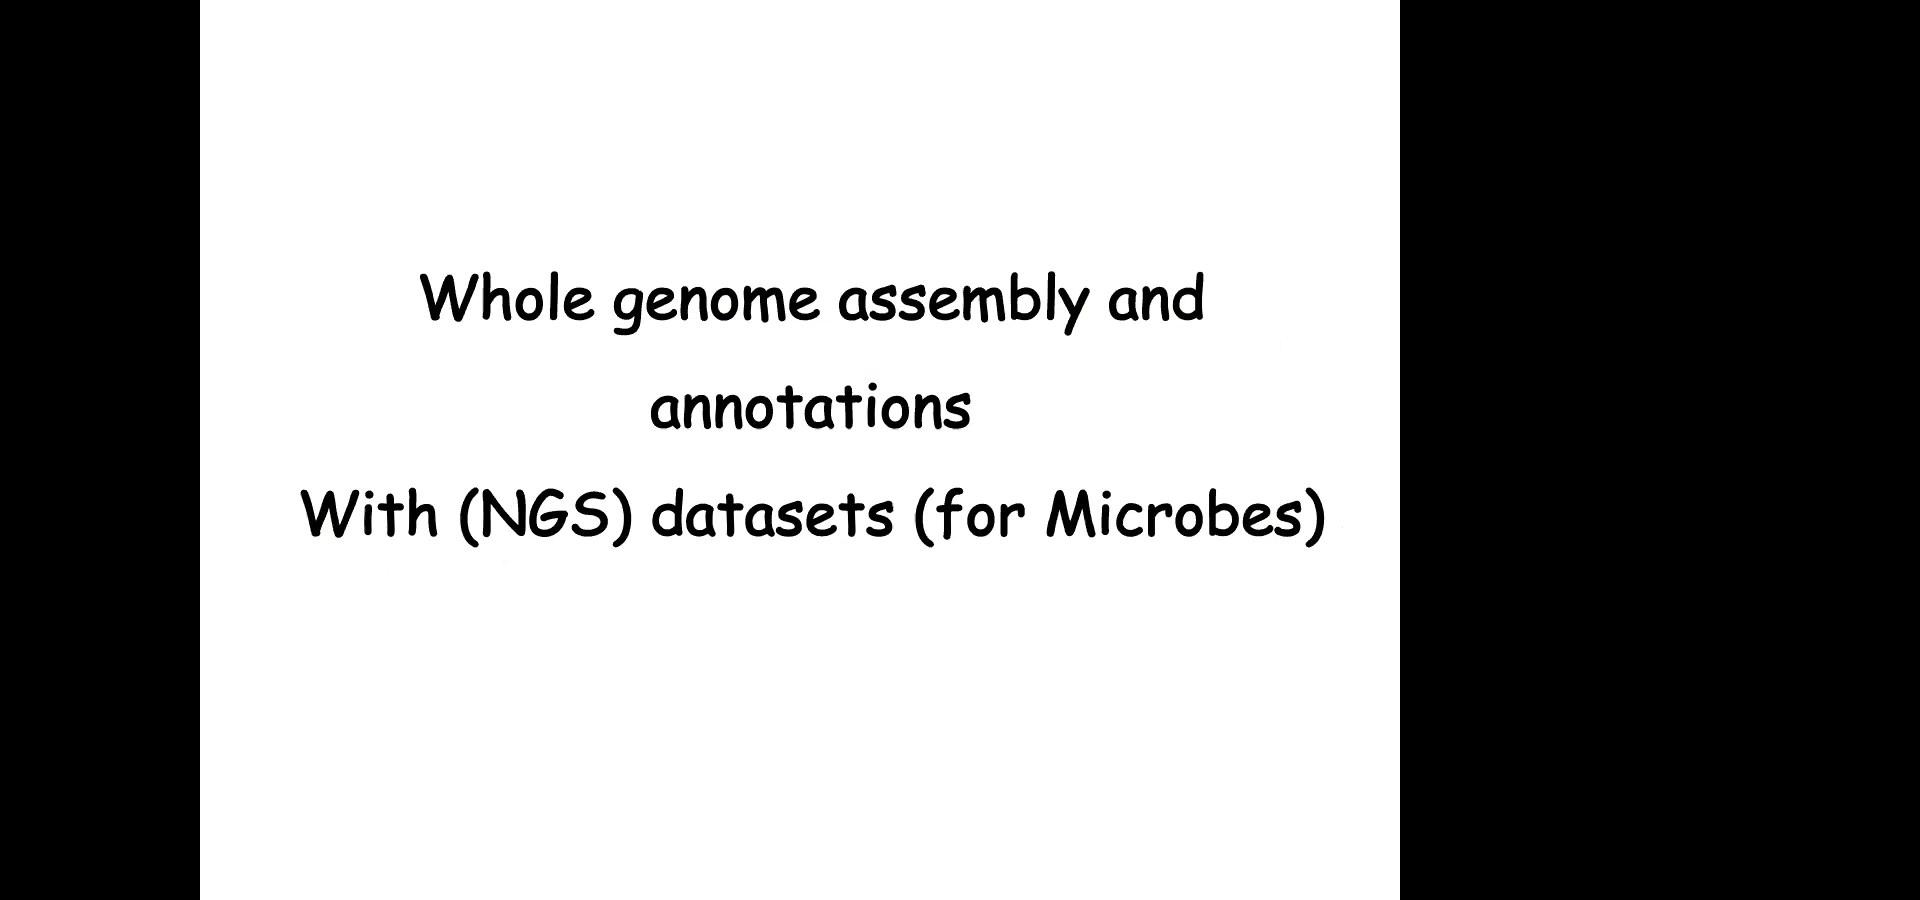 Whole genome assembly and
annotations
With (NGS) datasets (for Microbes)